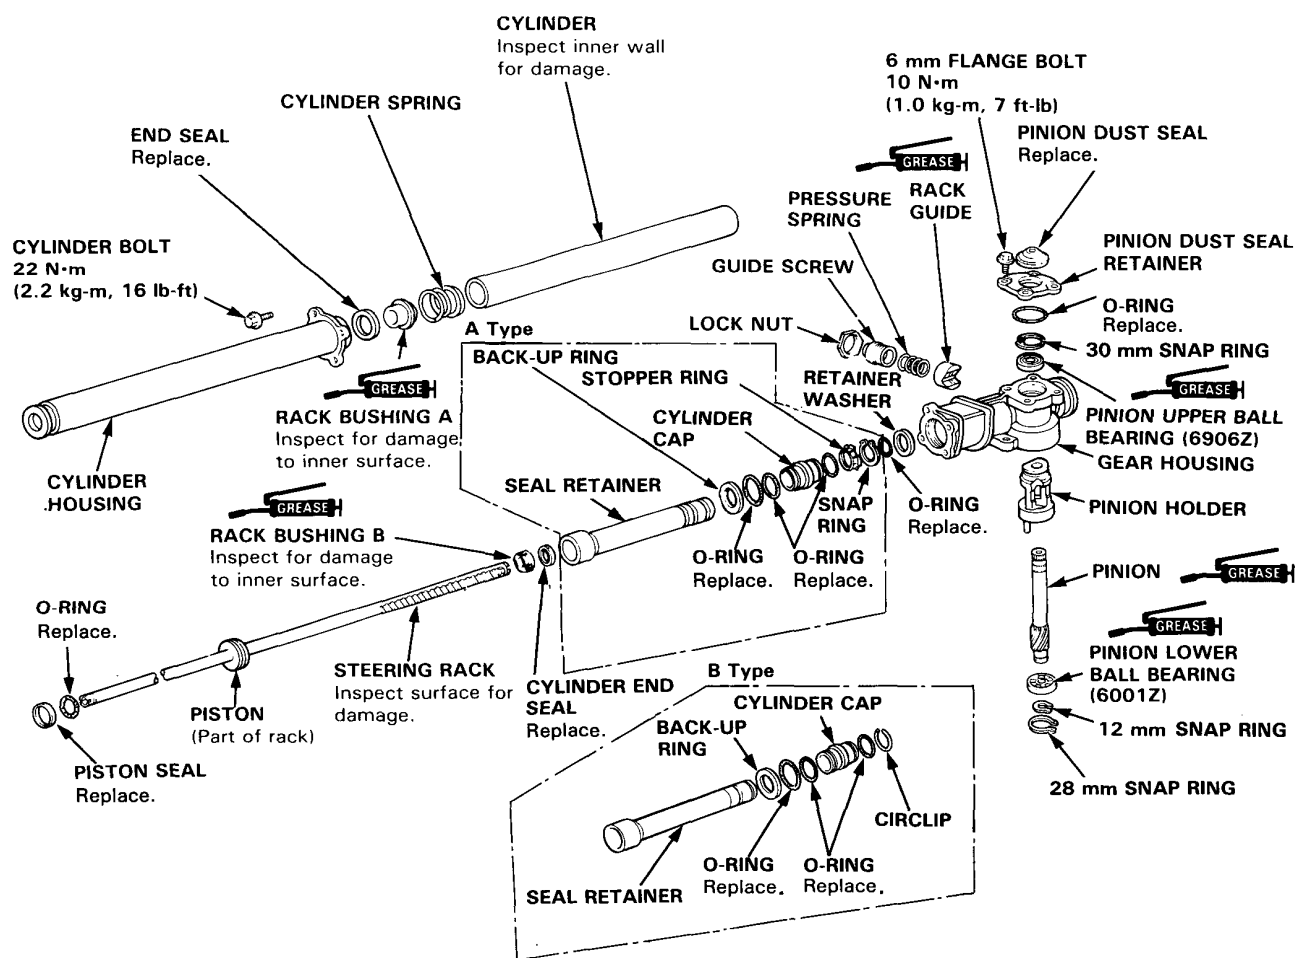 CYLINDER
Inspect inner wall
for damage.
6 mm FLANGE BOLT
10 N·m
(1.0 kg-m, 7 ft-lb)
CYLINDER SPRING
END SEAL
Replace.
PINION DUST SEAL
Replace.
GREASE
RACK
GUIDE
PRESSURE
SPRING
CYLINDER BOLT
22 N·m
(2.2 kg-m, 16 lb-ft)
PINION DUST SEAL
RETAINER
GUIDE SCREW
O-RING
Replace.
LOCK NUT
A Type
BACK-UP RING
STOPPER RING
30 mm SNAP RING
RETAINER
WASHER
GREASE
GREASE
RACK BUSHING A
Inspect for damage
to inner surface.
CYLINDER
CAP
PINION UPPER BALL
BEARING (6906Z)
GEAR HOUSING
CYLINDER
.HOUSING
SEAL RETAINER
SNAP
RING
O-RING
Replace.
PINION HOLDER
GREASE
RACK BUSHING B
Inspect for damage
to inner surface.
O-RING
Replace.
O-RING
Replace.
PINION
GREASE
O-RING
Replace.
GREASE
STEERING RACK
Inspect surface for
damage.
CYLINDER END
SEAL
Replace.
PINION LOWER
BALL BEARING
(6001Z)
B Type
CYLINDER CAP
PISTON
(Part of rack)
BACK-UP
RING
12 mm SNAP RING
PISTON SEAL
Replace.
28 mm SNAP RING
CIRCLIP
O-RING
Replace.
O-RING
Replace.
SEAL RETAINER